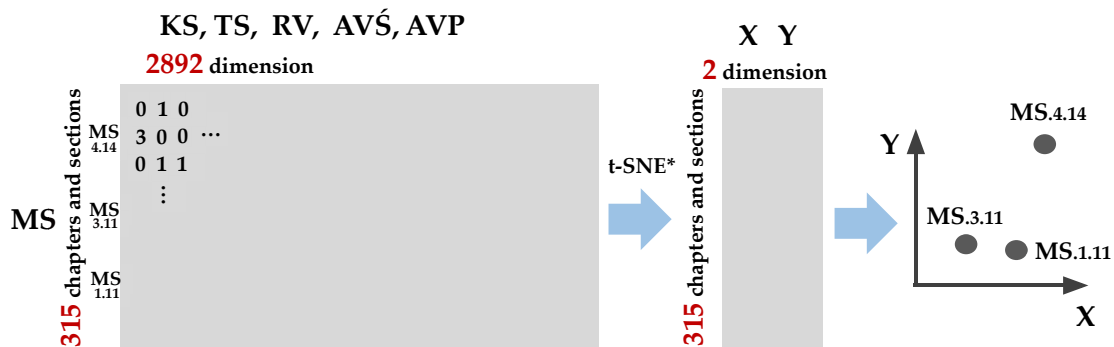 KS, TS, RV, AVŚ, AVP
2892 dimension
0 1 0
3 0 0 ...
0 1 1
⋮
MS
315 chapters and sections
MS
4.14
MS
3.11
MS
1.11
t-SNE*
X Y
2 dimension
315 chapters and sections
Y
MS.4.14
MS.3.11
MS.1.11
X